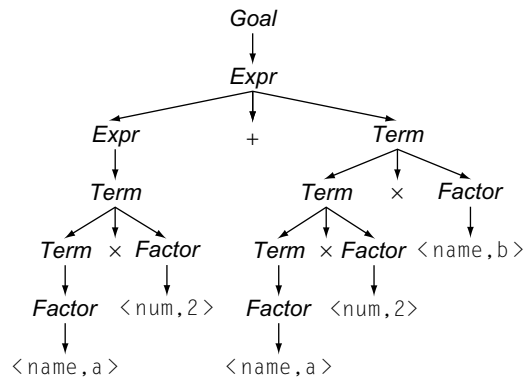 Goal
Expr
Expr + Term
Term Term × Factor
Term × Factor Term × Factor <name,b>
Factor <num,2> Factor <num,2>
<name,a> <name,a>